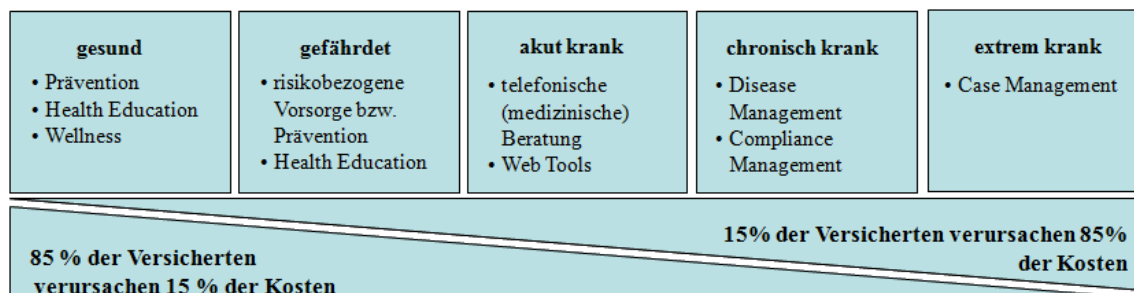 gesund
• Prävention
• Health Education
• Wellness
gefährdet
• risikobezogene
Vorsorge bzw.
Prävention
• Health Education
akut krank
• telefonische
(medizinische)
Beratung
• Web Tools
chronisch krank
• Disease
Management
• Compliance
Management
extrem krank
• Case Management
85 % der Versicherten
verursachen 15 % der Kosten
15% der Versicherten verursachen 85%
der Kosten